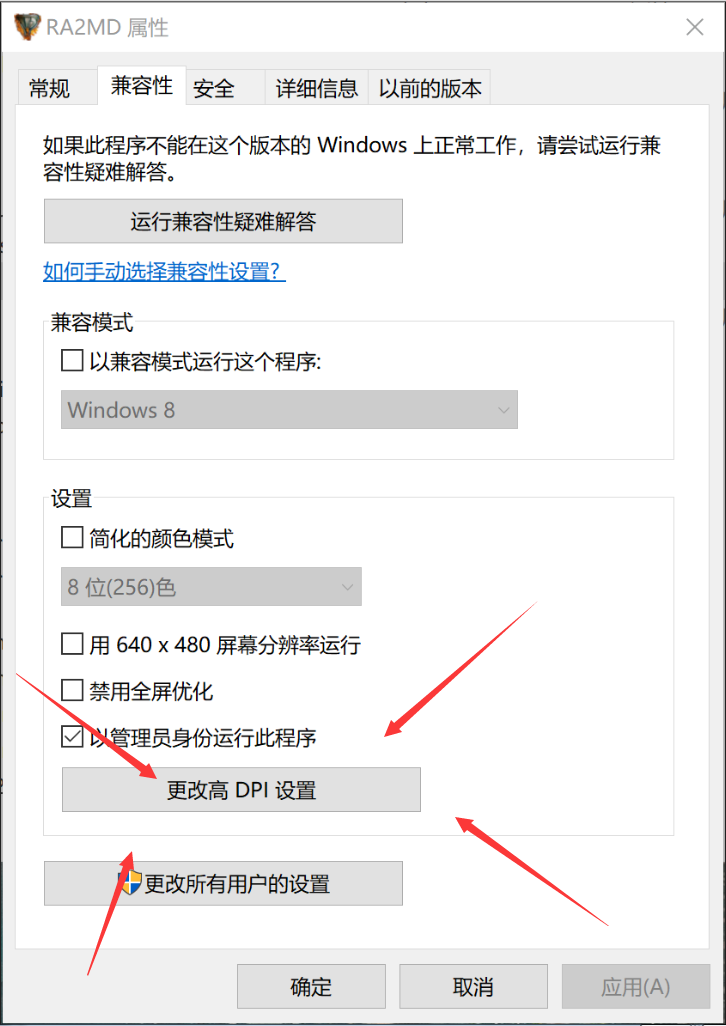 RA2MD 属性
常规
兼容性
安全
详细信息
以前的版本
如果此程序不能在这个版本的 Windows 上正常工作，请尝试运行兼
容性疑难解答。
运行兼容性疑难解答
如何手动选择兼容性设置？
兼容模式
以兼容模式运行这个程序:
Windows 8
设置
简化的颜色模式
8 位(256)色
用 640 x 480 屏幕分辨率运行
禁用全屏优化
以管理员身份运行此程序
更改高 DPI 设置
更改所有用户的设置
确定
取消
应用(A)